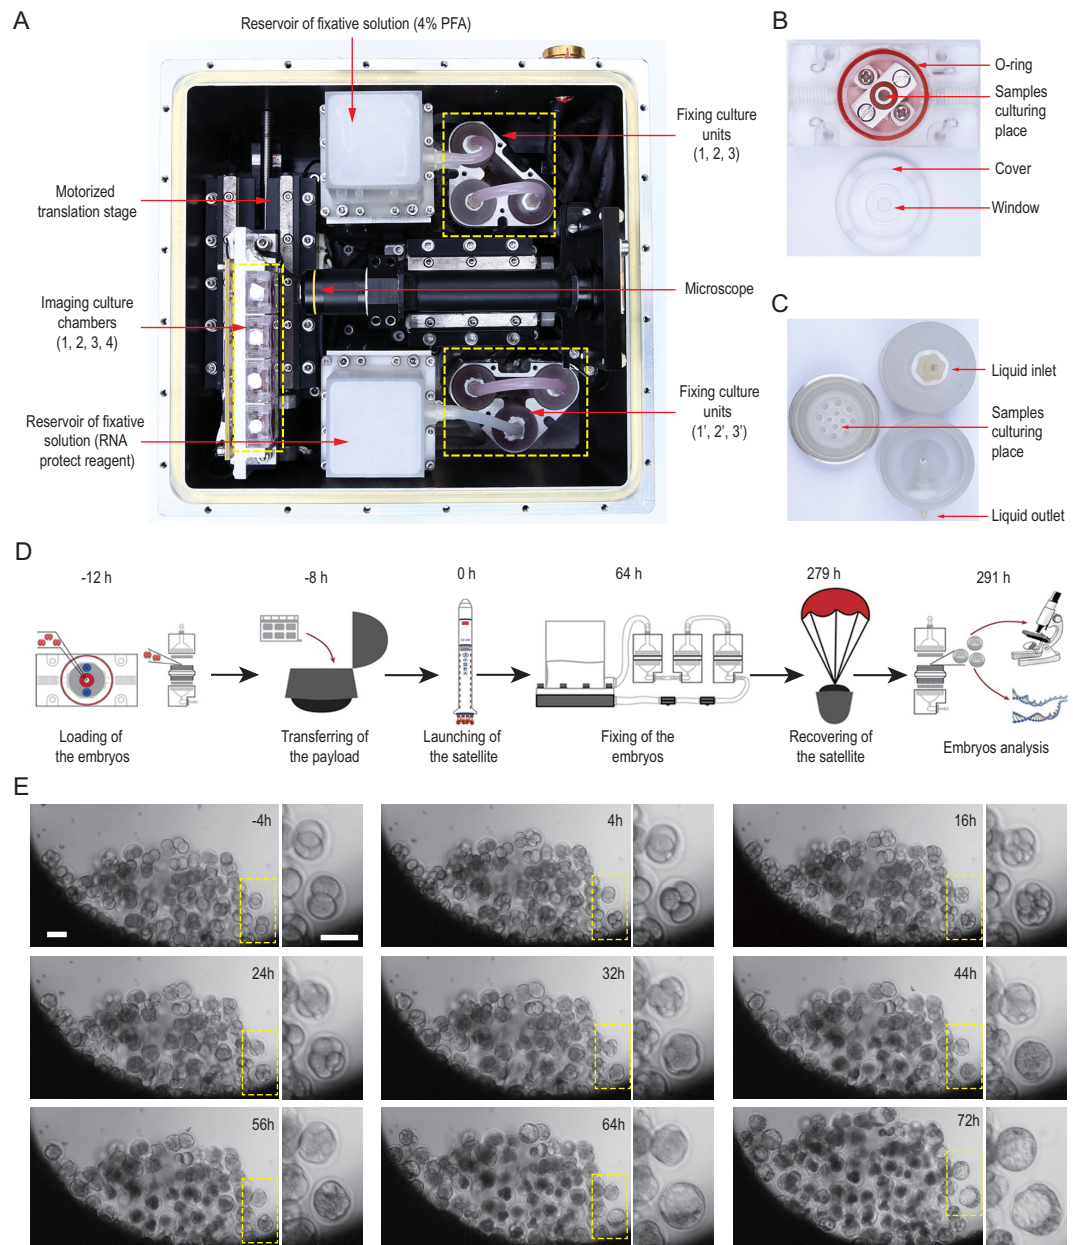 A
Reservoir of fixative solution (4% PFA)
Motorized
translation stage
Imaging culture
chambers
(1, 2, 3, 4)
Reservoir of fixative
solution (RNA
protect reagent)
Fixing culture
units
(1, 2, 3)
Microscope
Fixing culture
units
(1', 2', 3')
B
O-ring
Samples
culturing
place
Cover
Window
C
Liquid inlet
Samples
culturing
place
Liquid outlet
D
-12 h
-8 h
0 h
64 h
279 h
291 h
Loading of
the embryos
Transferring of
the payload
Launching of
the satellite
Fixing of the
embryos
Recovering of
the satellite
Embryos analysis
E
-4h
4h
16h
24h
32h
44h
56h
64h
72h